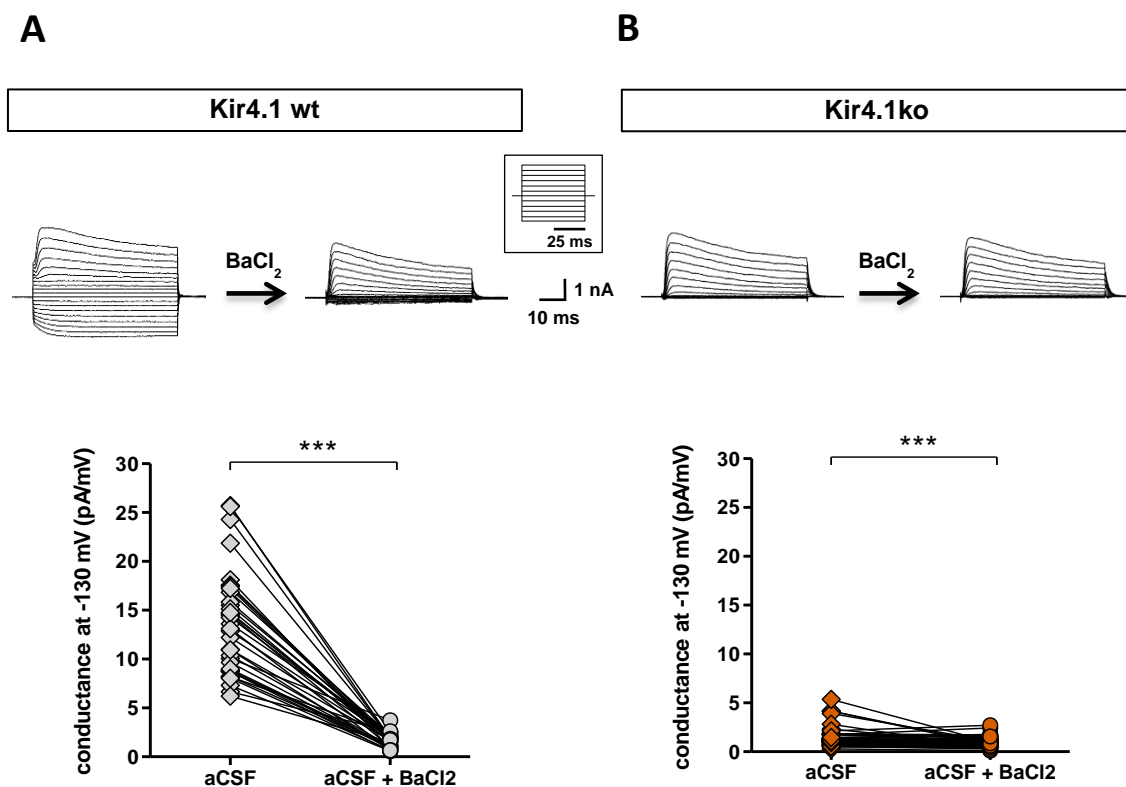 A
B
Kir4.1 wt
Kir4.1ko
25 ms
BaCl2
BaCl2
1 nA
10 ms
***
***
conductance at -130 mV (pA/mV)
30
25
20
15
10
5
0
aCSF
aCSF + BaCl2
conductance at -130 mV (pA/mV)
30
25
20
15
10
5
0
aCSF
aCSF + BaCl2